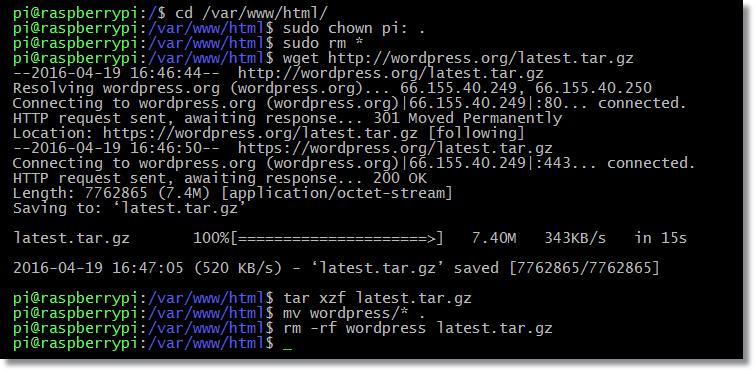 pi@raspberrypi:/$ cd /var/www/html/
pi@raspberrypi:/var/www/html$ sudo chown pi: .
pi@raspberrypi:/var/www/html$ sudo rm *
pi@raspberrypi:/var/www/html$ wget http://wordpress.org/latest.tar.gz
--2016-04-19 16:46:44--  http://wordpress.org/latest.tar.gz
Resolving wordpress.org (wordpress.org)... 66.155.40.249, 66.155.40.250
Connecting to wordpress.org (wordpress.org)|66.155.40.249|:80... connected.
HTTP request sent, awaiting response... 301 Moved Permanently
Location: https://wordpress.org/latest.tar.gz [following]
--2016-04-19 16:46:50--  https://wordpress.org/latest.tar.gz
Connecting to wordpress.org (wordpress.org)|66.155.40.249|:443... connected.
HTTP request sent, awaiting response... 200 OK
Length: 7762865 (7.4M) [application/octet-stream]
Saving to: ‘latest.tar.gz’
latest.tar.gz       100%[=====================>]   7.40M   343KB/s   in 15s
2016-04-19 16:47:05 (520 KB/s) - ‘latest.tar.gz’ saved [7762865/7762865]
pi@raspberrypi:/var/www/html$ tar xzf latest.tar.gz
pi@raspberrypi:/var/www/html$ mv wordpress/* .
pi@raspberrypi:/var/www/html$ rm -rf wordpress latest.tar.gz
pi@raspberrypi:/var/www/html$ _